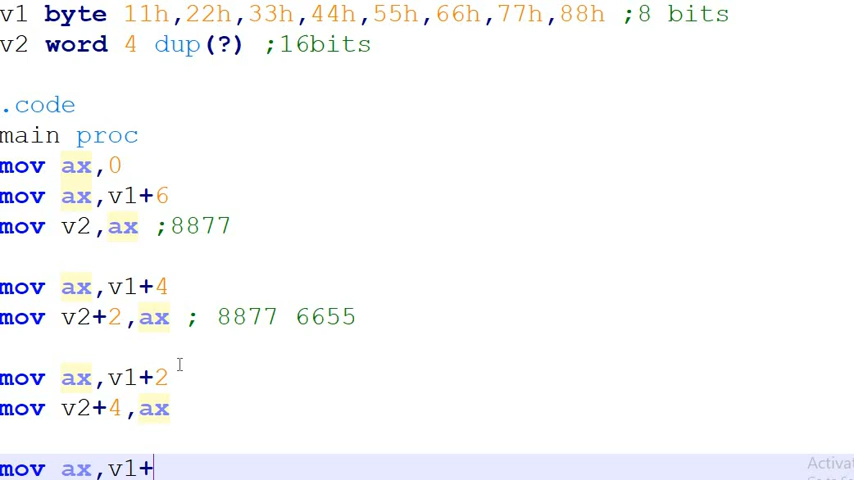 v1 byte 11h,22h,33h,44h,55h,66h,77h,88h ;8 bits
v2 word 4 dup(?) ;16bits
.code
main proc
mov ax,0
mov ax,v1+6
mov v2,ax ;8877
mov ax,v1+4
mov v2+2,ax ; 8877 6655
mov ax,v1+2
mov v2+4,ax
mov ax,v1+